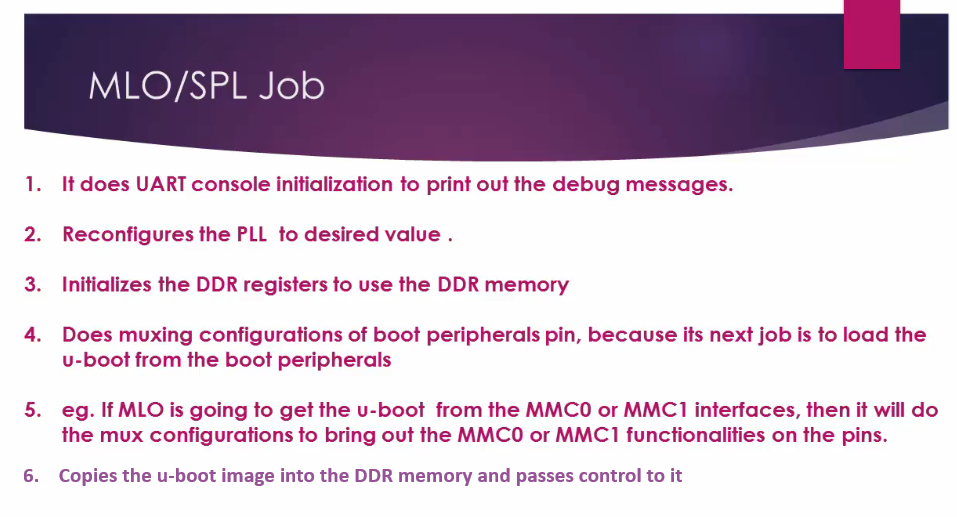 MLO/SPL Job
1. It does UART console initialization to print out the debug messages.
2. Reconfigures the PLL to desired value .
3. Initializes the DDR registers to use the DDR memory
4. Does muxing configurations of boot peripherals pin, because its next job is to load the
u-boot from the boot peripherals
5. eg. If MLO is going to get the u-boot from the MMC0 or MMC1 interfaces, then it will do
the mux configurations to bring out the MMC0 or MMC1 functionalities on the pins.
6. Copies the u-boot image into the DDR memory and passes control to it